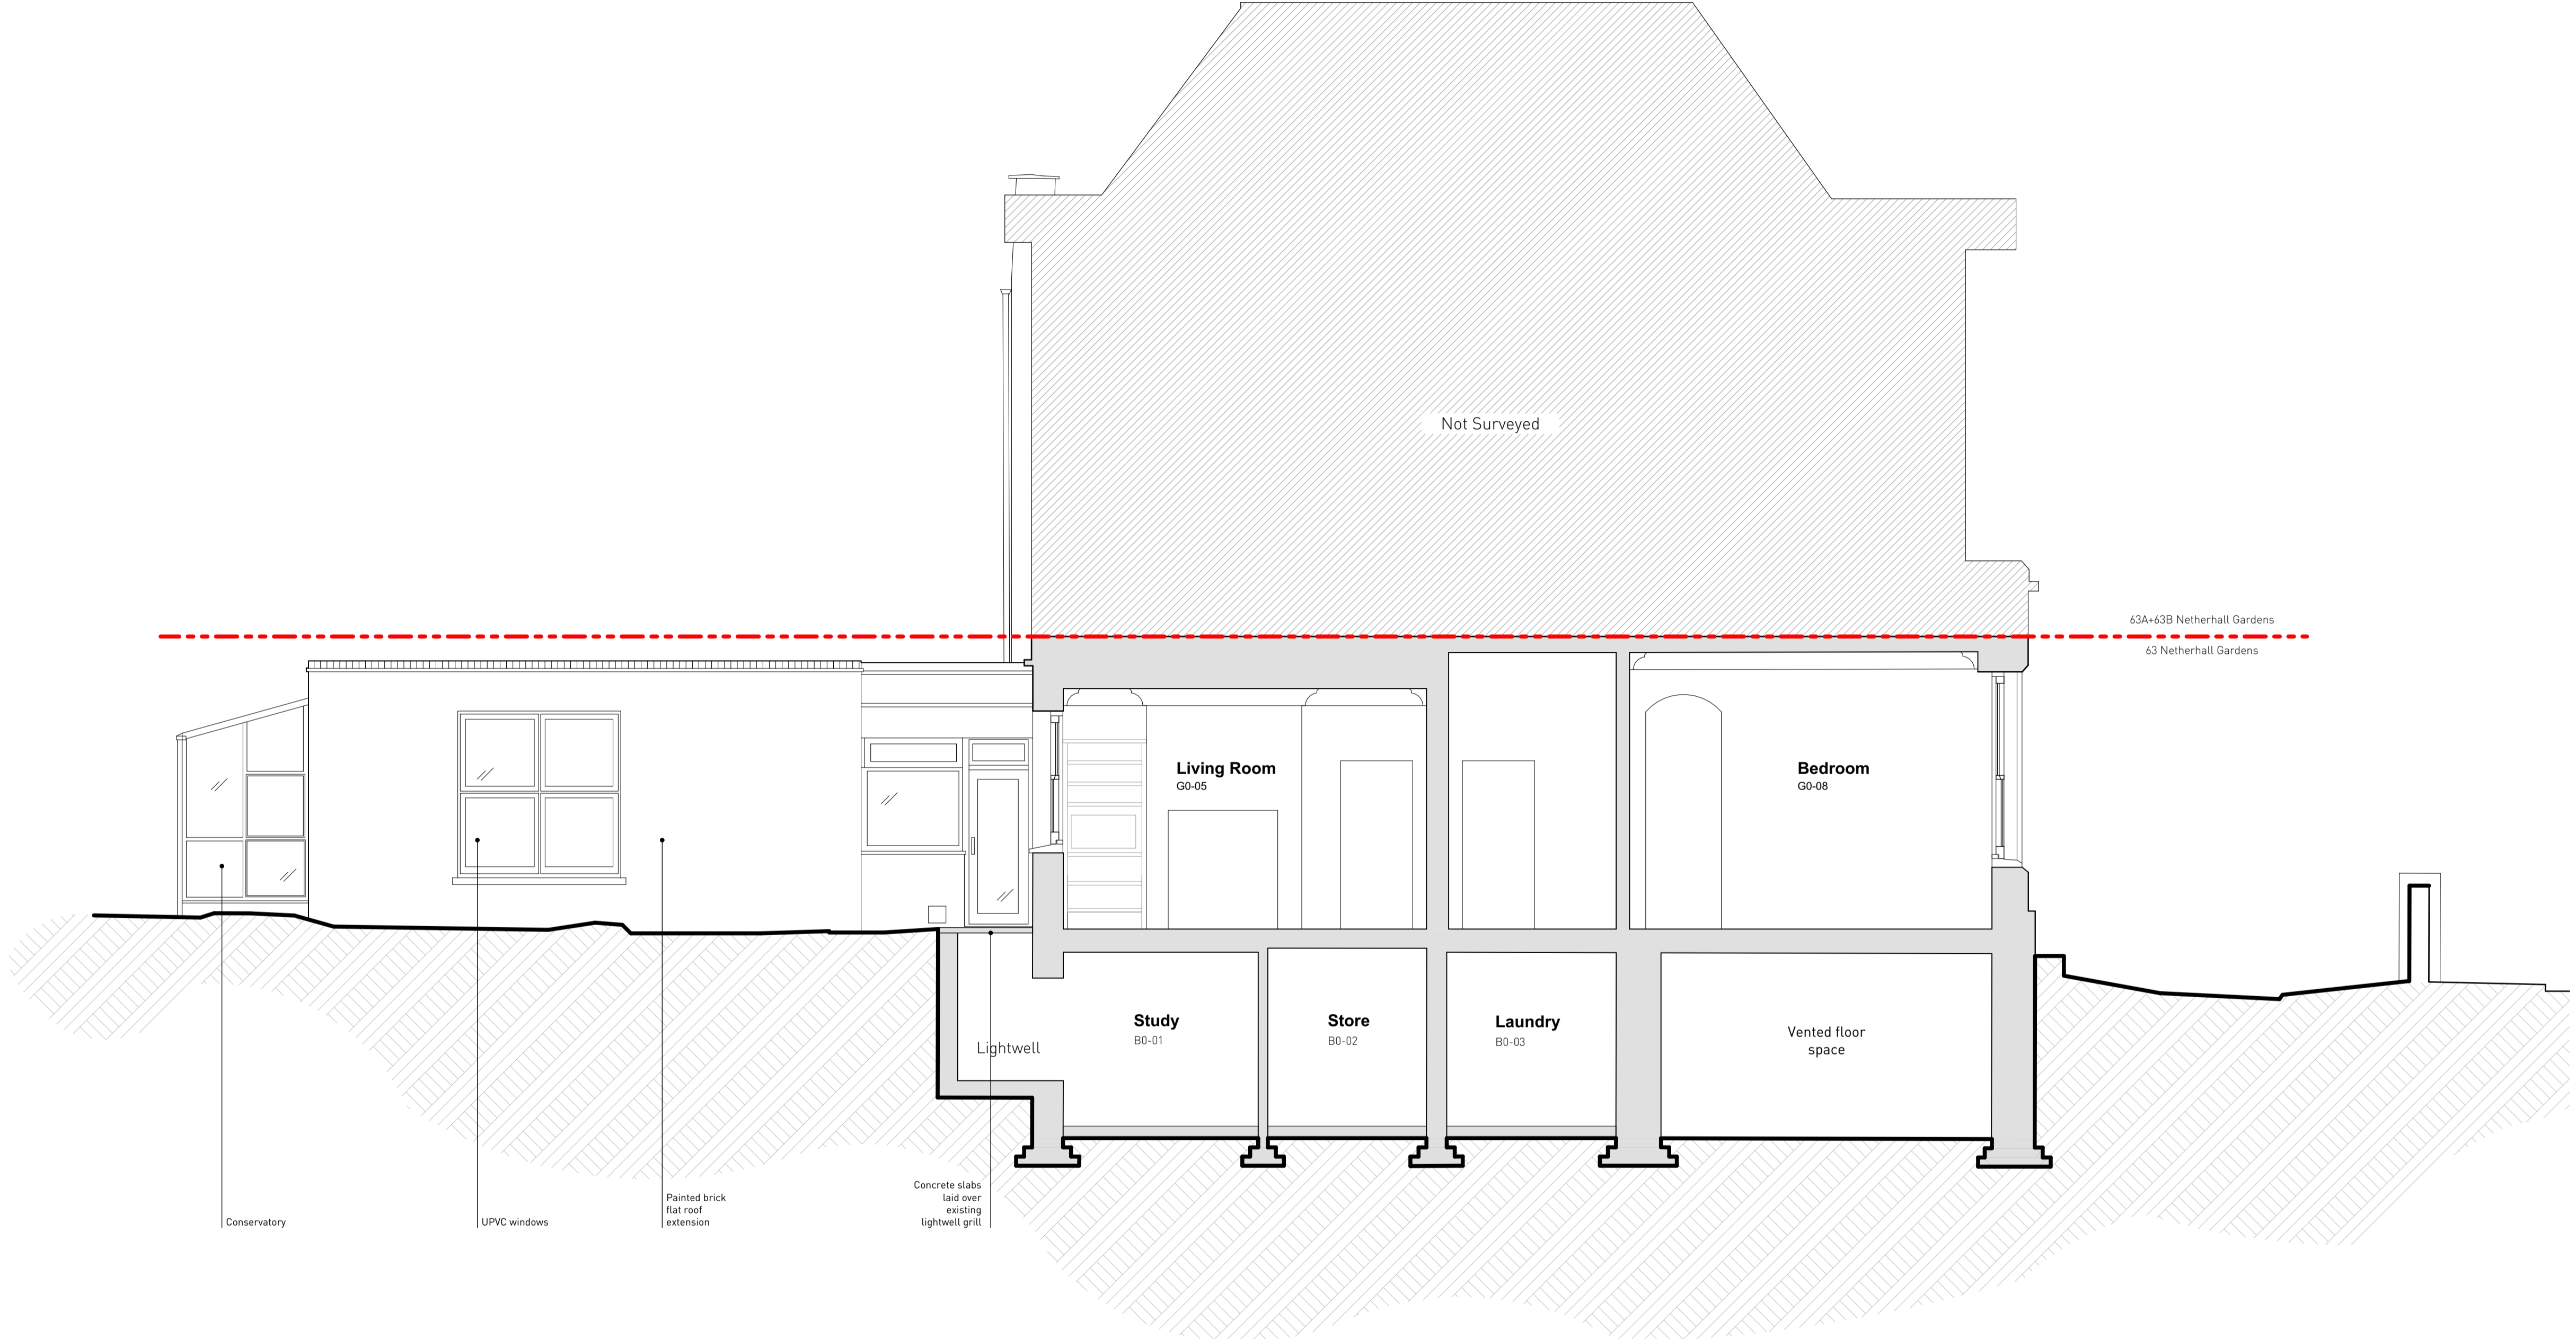 Not Surveyed
63A+63B Netherhall Gardens
63 Netherhall Gardens
Living Room
G0-05
Bedroom
G0-08
Study
B0-01
Store
B0-02
Laundry
B0-03
Vented floor
space
Lightwell
Conservatory
UPVC windows
Painted brick
flat roof
extension
Concrete slabs
laid over
existing
lightwell grill